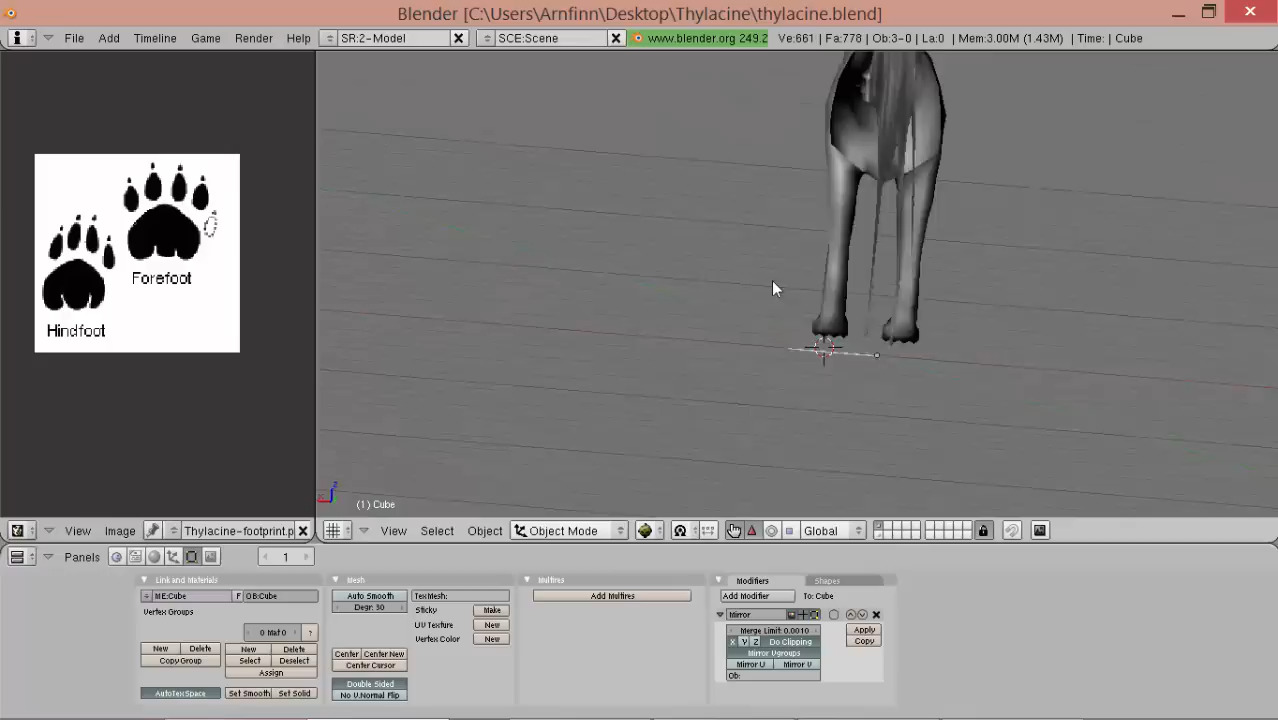 Blender [C:\Users\Arnfinn\Desktop\Thylacine\thylacine.blend]
File Add Timeline Game Render Help SR:2-Model SCE:Scene www.blender.org 249.2 Ve:661 | Fa:778 | Ob:3-0 | La:0 | Mem:3.00M (1.43M) | Time: | Cube
Forefoot
Hindfoot
z
(1) Cube
View Image Thylacine-footprint.p View Select Object Object Mode Global
Panels 1
Link and Materials Mesh Multires Modifiers Shapes
ME:Cube F OB:Cube Auto Smooth TexMesh: Add Multires Add Modifier To: Cube
Degr: 30 Sticky Make
Vertex Groups Mirror
UV Texture New
0 Mat 0 ? Vertex Color New Merge Limit: 0.0010 Apply
X Y Z Do Clipping Copy
New Delete New Delete Center Center New Mirror Vgroups
Copy Group Select Deselect Center Cursor Mirror U Mirror V
Assign Ob:
Double Sided
AutoTexSpace Set Smooth Set Solid No V.Normal Flip